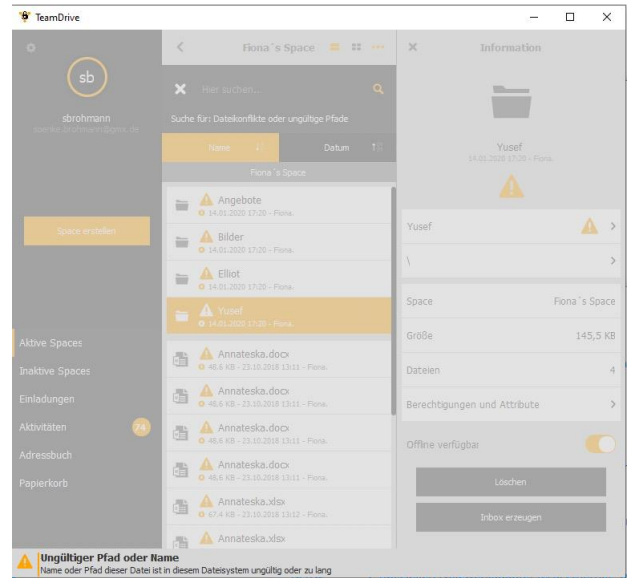 TeamDrive
Fiona´s Space
Information
sb
Hier suchen...
sbrohmann
Suche für: Dateikonflikte oder ungültige Pfade
Name
Datum
Yusef
14.01.2020 17:20 - Fiona.
Fiona´s Space
Angebote
14.01.2020 17:20 - Fiona.
Space erstellen
Yusef
Bilder
14.01.2020 17:20 - Fiona.
\
Elliot
14.01.2020 17:20 - Fiona.
Space
Fiona´s Space
Yusef
14.01.2020 17:20 - Fiona.
Größe
145,5 KB
Aktive Spaces
Annateska.docx
48,6 KB - 23.10.2018 13:11 - Fiona.
Dateien
4
Inaktive Spaces
Annateska.docx
48,6 KB - 23.10.2018 13:11 - Fiona.
Berechtigungen und Attribute
Einladungen
Aktivitäten
74
Annateska.docx
48,6 KB - 23.10.2018 13:11 - Fiona.
Offline verfügbar
Adressbuch
Annateska.docx
48,6 KB - 23.10.2018 13:11 - Fiona.
Papierkorb
Löschen
Annateska.xlsx
67,4 KB - 23.10.2018 13:12 - Fiona.
Inbox erzeugen
Annateska.xlsx
Ungültiger Pfad oder Name
Name oder Pfad dieser Datei ist in diesem Dateisystem ungültig oder zu lang